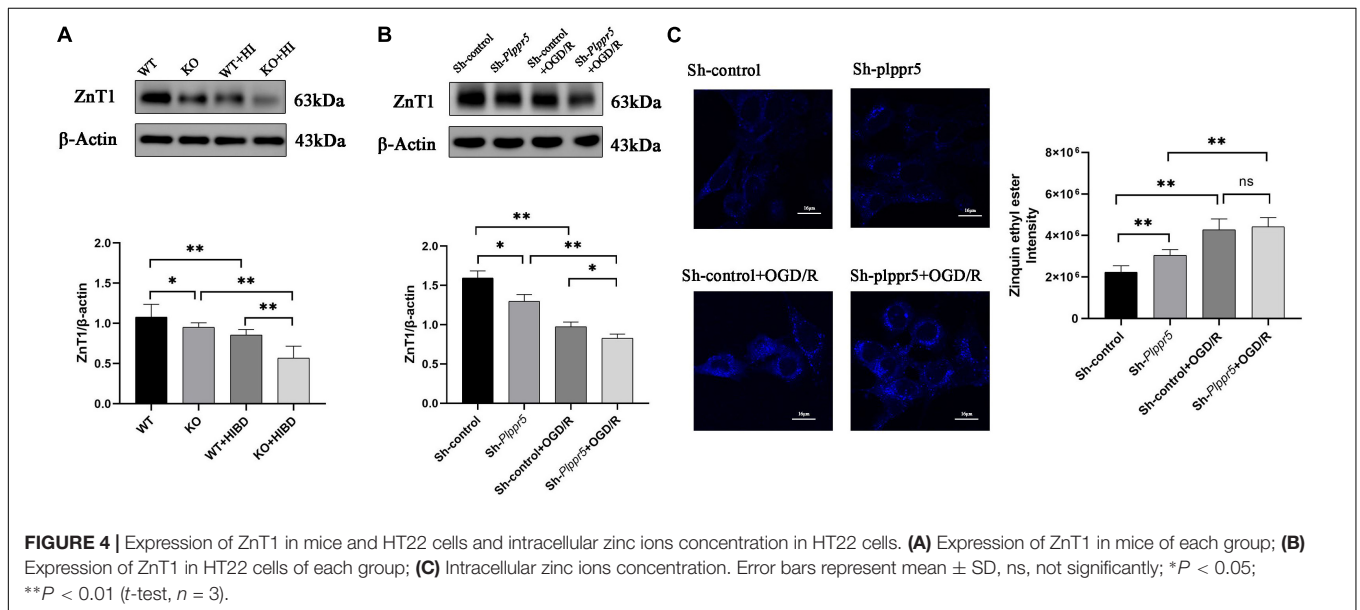 A
WT KO WT+HI KO+HI
ZnT1 63kDa
β-Actin 43kDa
ZnT1/β-actin
2.0
1.5
1.0
0.5
0.0
** * ** **
WT KO WT+HIBD KO+HIBD
B
Sh-control Sh-Plppr5 Sh-control +OGD/R Sh-Plppr5 +OGD/R
ZnT1 63kDa
β-Actin 43kDa
ZnT1/β-actin
2.0
1.5
1.0
0.5
0.0
** * ** *
Sh-control Sh-Plppr5 Sh-control+OGD/R Sh-Plppr5+OGD/R
C
Sh-control Sh-plppr5
16μm 16μm
Sh-control+OGD/R Sh-plppr5+OGD/R
16μm 16μm
Zinquin ethyl ester
Intensity
8×10⁶
6×10⁶
4×10⁶
2×10⁶
0
** ** ns **
Sh-control Sh-Plppr5 Sh-control+OGD/R Sh-Plppr5+OGD/R
FIGURE 4 | Expression of ZnT1 in mice and HT22 cells and intracellular zinc ions concentration in HT22 cells. (A) Expression of ZnT1 in mice of each group; (B)
Expression of ZnT1 in HT22 cells of each group; (C) Intracellular zinc ions concentration. Error bars represent mean ± SD, ns, not significantly; *P < 0.05;
**P < 0.01 (t-test, n = 3).